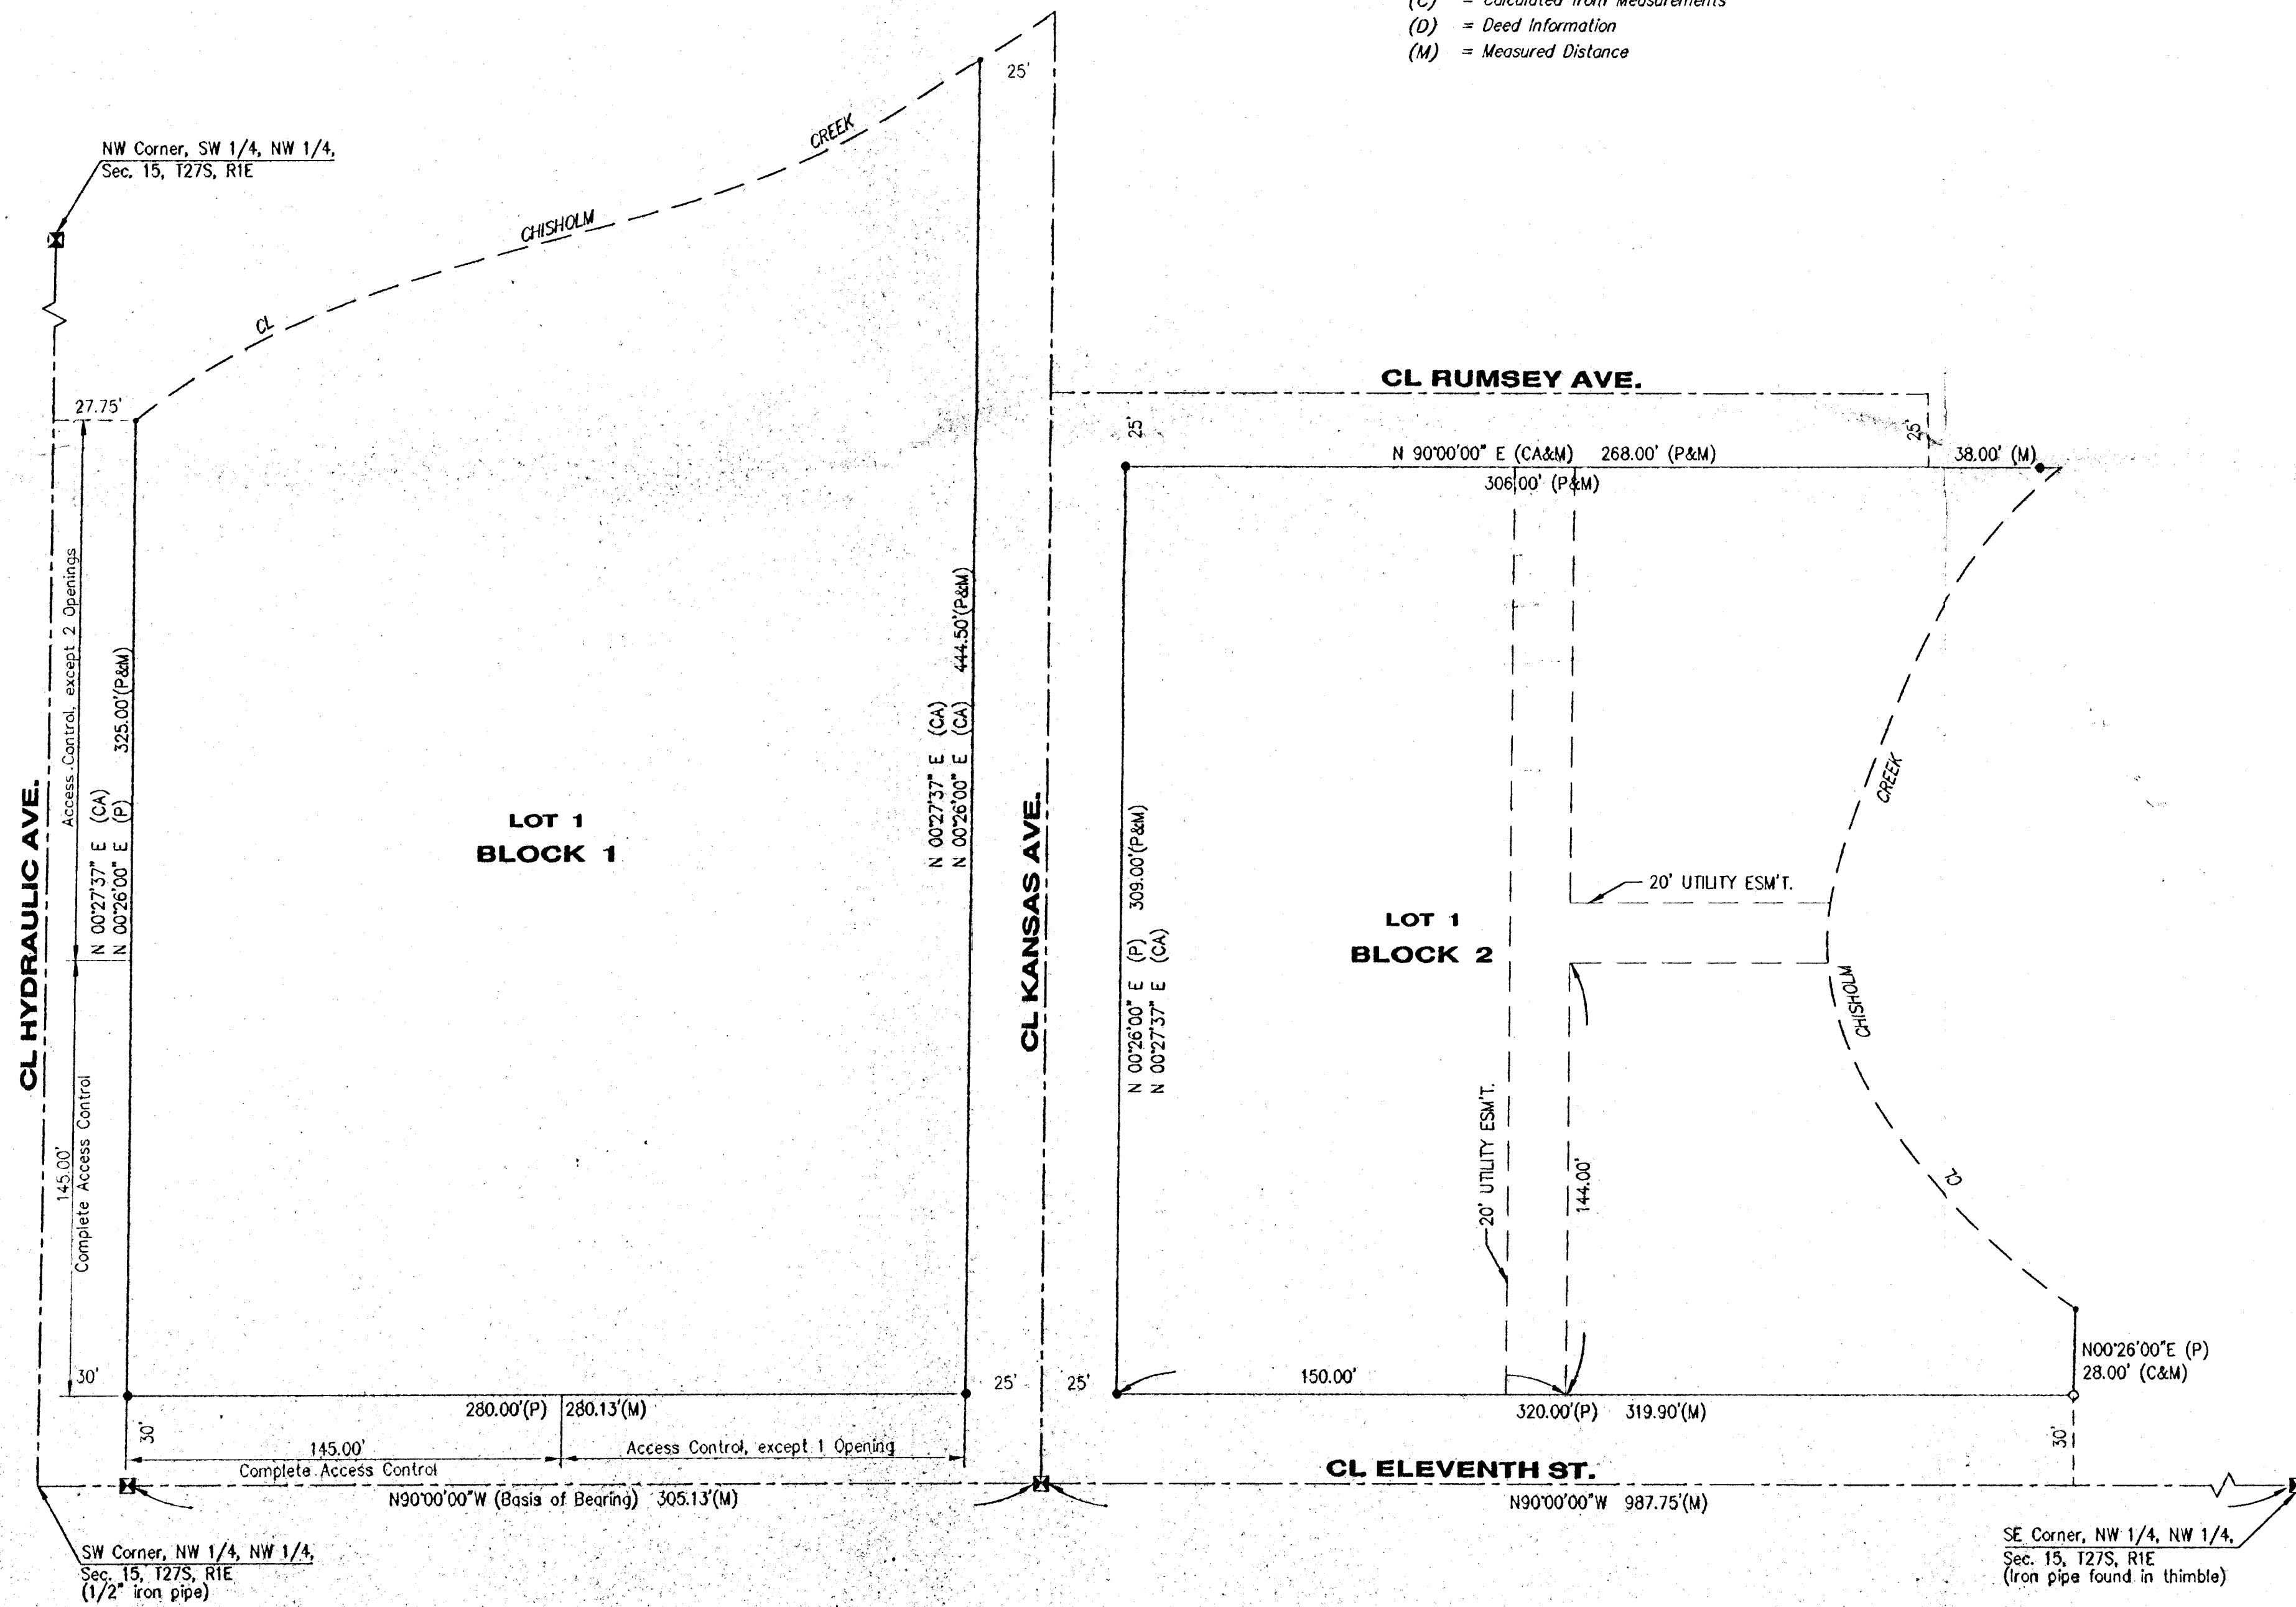 (C) = Calculated from Measurements
(D) = Deed Information
(M) = Measured Distance
25'
CREEK
NW Corner, SW 1/4, NW 1/4,
Sec. 15, T27S, R1E
CHISHOLM
CL
CL RUMSEY AVE.
27.75'
25'
25'
N 90°00'00" E (CA&M) 268.00' (P&M)
38.00' (M)
306.00' (P&M)
Access Control, except 2 Openings
325.00'(P&M)
N 00°27'37" E (CA)
N 00°26'00" E (P)
444.50'(P&M)
N 00°27'37" E (CA)
N 00°26'00" E (CA)
CL HYDRAULIC AVE.
LOT 1
BLOCK 1
CL KANSAS AVE.
309.00'(P&M)
N 00°26'00" E (P)
N 00°27'37" E (CA)
CREEK
20' UTILITY ESM'T.
LOT 1
BLOCK 2
CHISHOLM
145.00'
Complete Access Control
20' UTILITY ESM'T.
144.00'
CL
N00°26'00"E (P)
28.00' (C&M)
30'
25'
25'
150.00'
280.00'(P)
280.13'(M)
320.00'(P) 319.90'(M)
30'
30'
145.00'
Access Control, except 1 Opening
Complete Access Control
CL ELEVENTH ST.
N90°00'00"W (Basis of Bearing) 305.13'(M)
N90°00'00"W 987.75'(M)
SW Corner, NW 1/4, NW 1/4,
Sec. 15, T27S, R1E
(1/2" iron pipe)
SE Corner, NW 1/4, NW 1/4,
Sec. 15, T27S, R1E
(Iron pipe found in thimble)